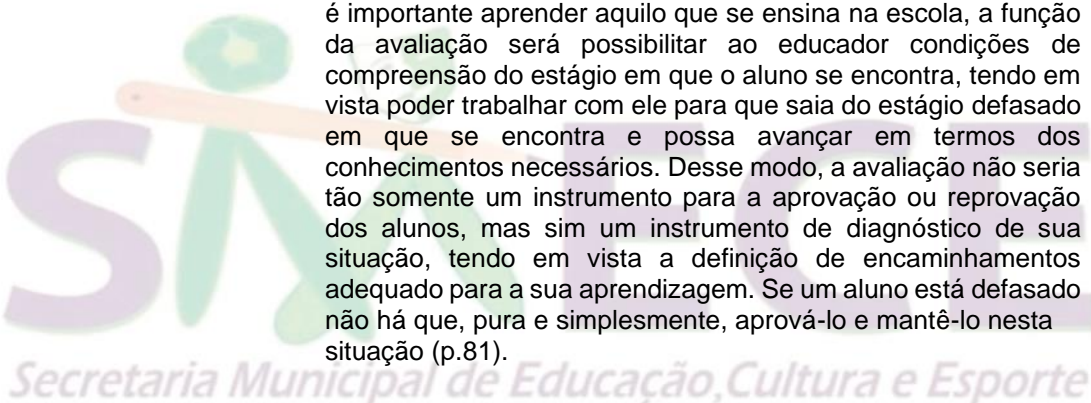 é importante aprender aquilo que se ensina na escola, a função
da avaliação será possibilitar ao educador condições de
compreensão do estágio em que o aluno se encontra, tendo em
vista poder trabalhar com ele para que saia do estágio defasado
em que se encontra e possa avançar em termos dos
conhecimentos necessários. Desse modo, a avaliação não seria
tão somente um instrumento para a aprovação ou reprovação
dos alunos, mas sim um instrumento de diagnóstico de sua
situação, tendo em vista a definição de encaminhamentos
adequado para a sua aprendizagem. Se um aluno está defasado
não há que, pura e simplesmente, aprová-lo e mantê-lo nesta
situação (p.81).
SMECE
Secretaria Municipal de Educação,Cultura e Esporte